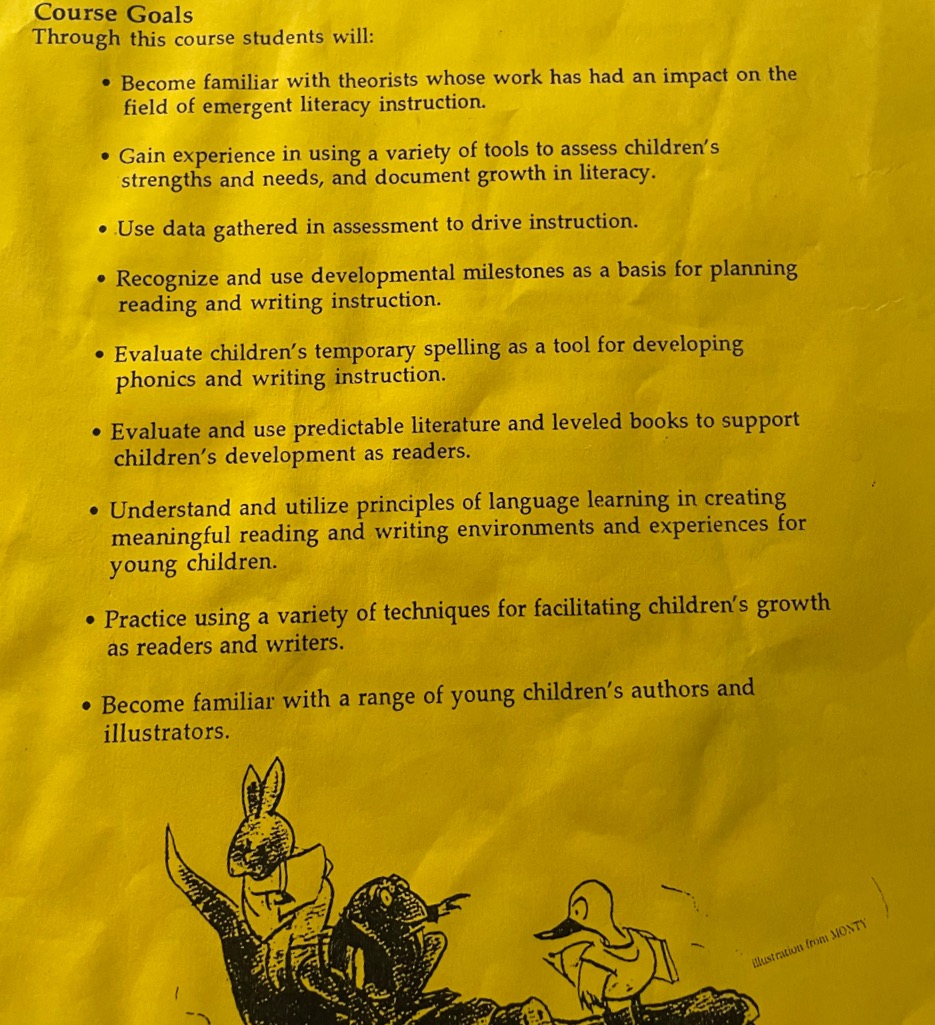 Course Goals
Through this course students will:
• Become familiar with theorists whose work has had an impact on the
field of emergent literacy instruction.
• Gain experience in using a variety of tools to assess children's
strengths and needs, and document growth in literacy.
• Use data gathered in assessment to drive instruction.
• Recognize and use developmental milestones as a basis for planning
reading and writing instruction.
• Evaluate children's temporary spelling as a tool for developing
phonics and writing instruction.
• Evaluate and use predictable literature and leveled books to support
children's development as readers.
• Understand and utilize principles of language learning in creating
meaningful reading and writing environments and experiences for
young children.
• Practice using a variety of techniques for facilitating children's growth
as readers and writers.
• Become familiar with a range of young children's authors and
illustrators.
illustration from MONTY